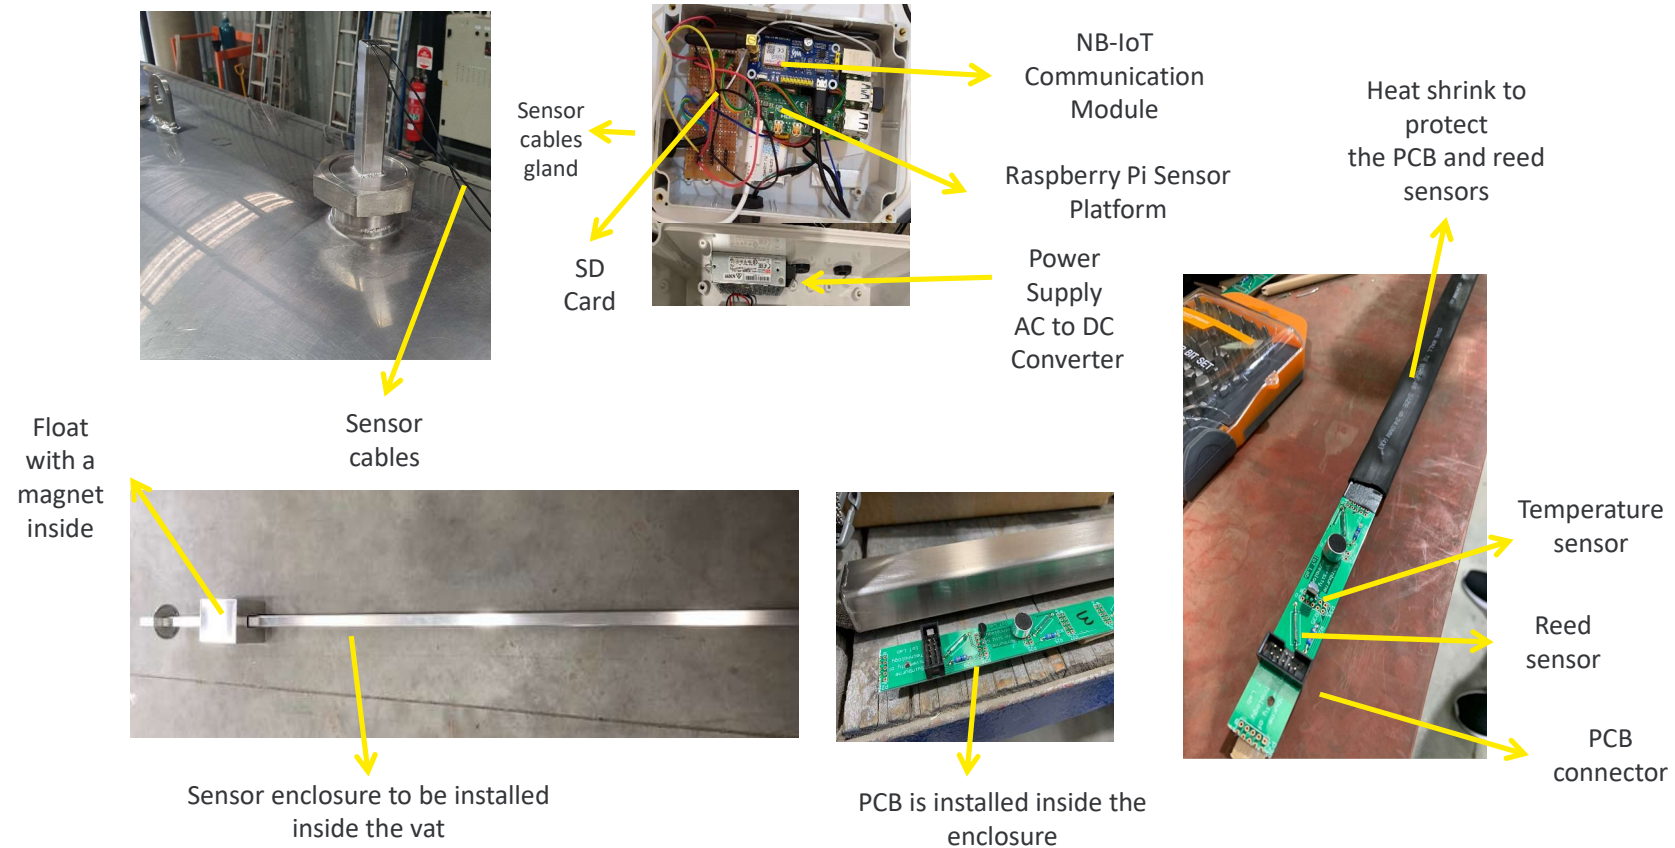 NB-IoT
Communication
Module
Sensor
cables
gland
Heat shrink to
protect
the PCB and reed
sensors
Raspberry Pi Sensor
Platform
SD
Card
Power
Supply
AC to DC
Converter
Sensor
cables
Float
with a
magnet
inside
BIT SET
Temperature
sensor
Reed
sensor
PCB
connector
Sensor enclosure to be installed
inside the vat
PCB is installed inside the
enclosure